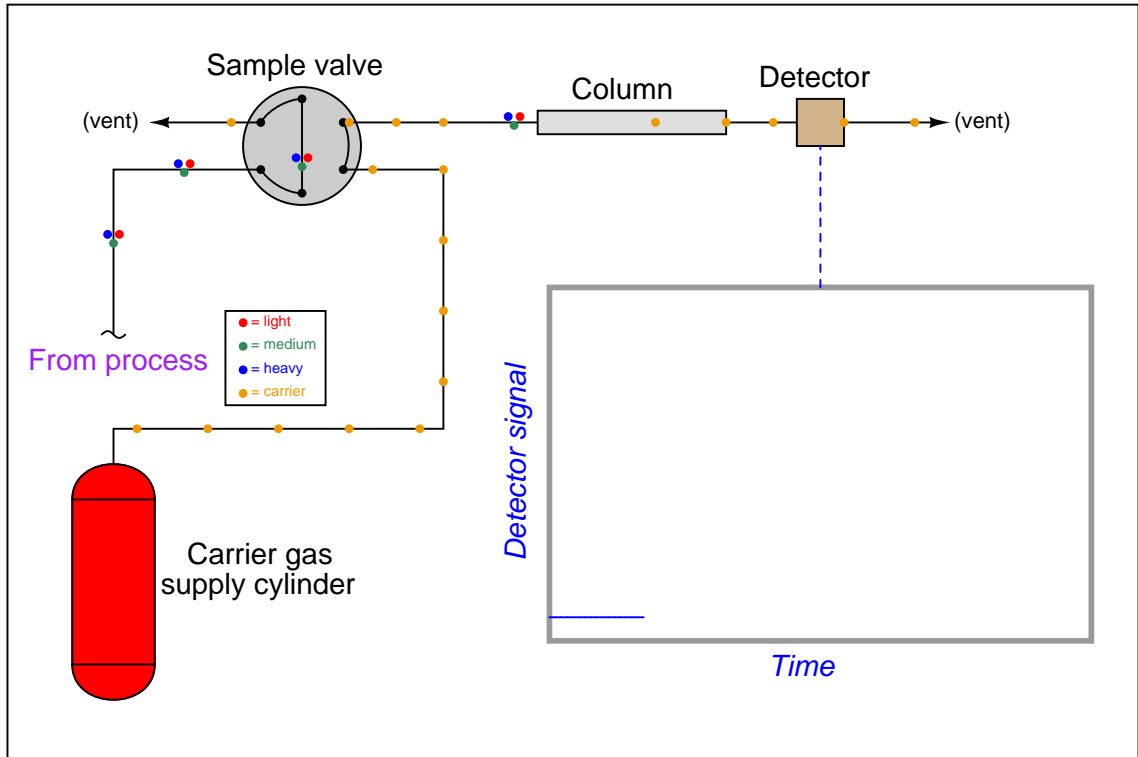 Sample valve
Column
Detector
(vent)
(vent)
= light
= medium
= heavy
= carrier
From process
Detector signal
Carrier gas
supply cylinder
Time